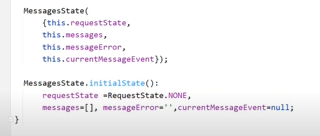 MessagesState(
{this.requestState,
this.messages,
this.messageError,
this.currentMessageEvent});
MessagesState.initialState():
requestState =RequestState.NONE,
messages=[], messageError='',currentMessageEvent=null;
}